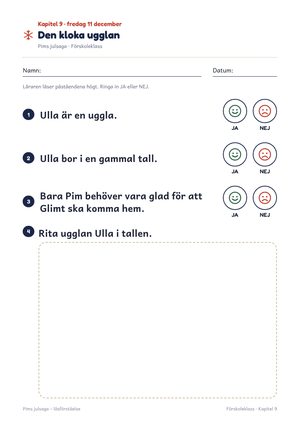 Kapitel 9 · fredag 11 december
Den kloka ugglan
Pims julsaga · Förskoleklass
Namn:
Datum:
Läraren läser påståendena högt. Ringa in JA eller NEJ.
1 Ulla är en uggla.
JA NEJ
2 Ulla bor i en gammal tall.
JA NEJ
3 Bara Pim behöver vara glad för att
Glimt ska komma hem.
JA NEJ
4 Rita ugglan Ulla i tallen.
Pims julsaga – läsförståelse
Förskoleklass · Kapitel 9